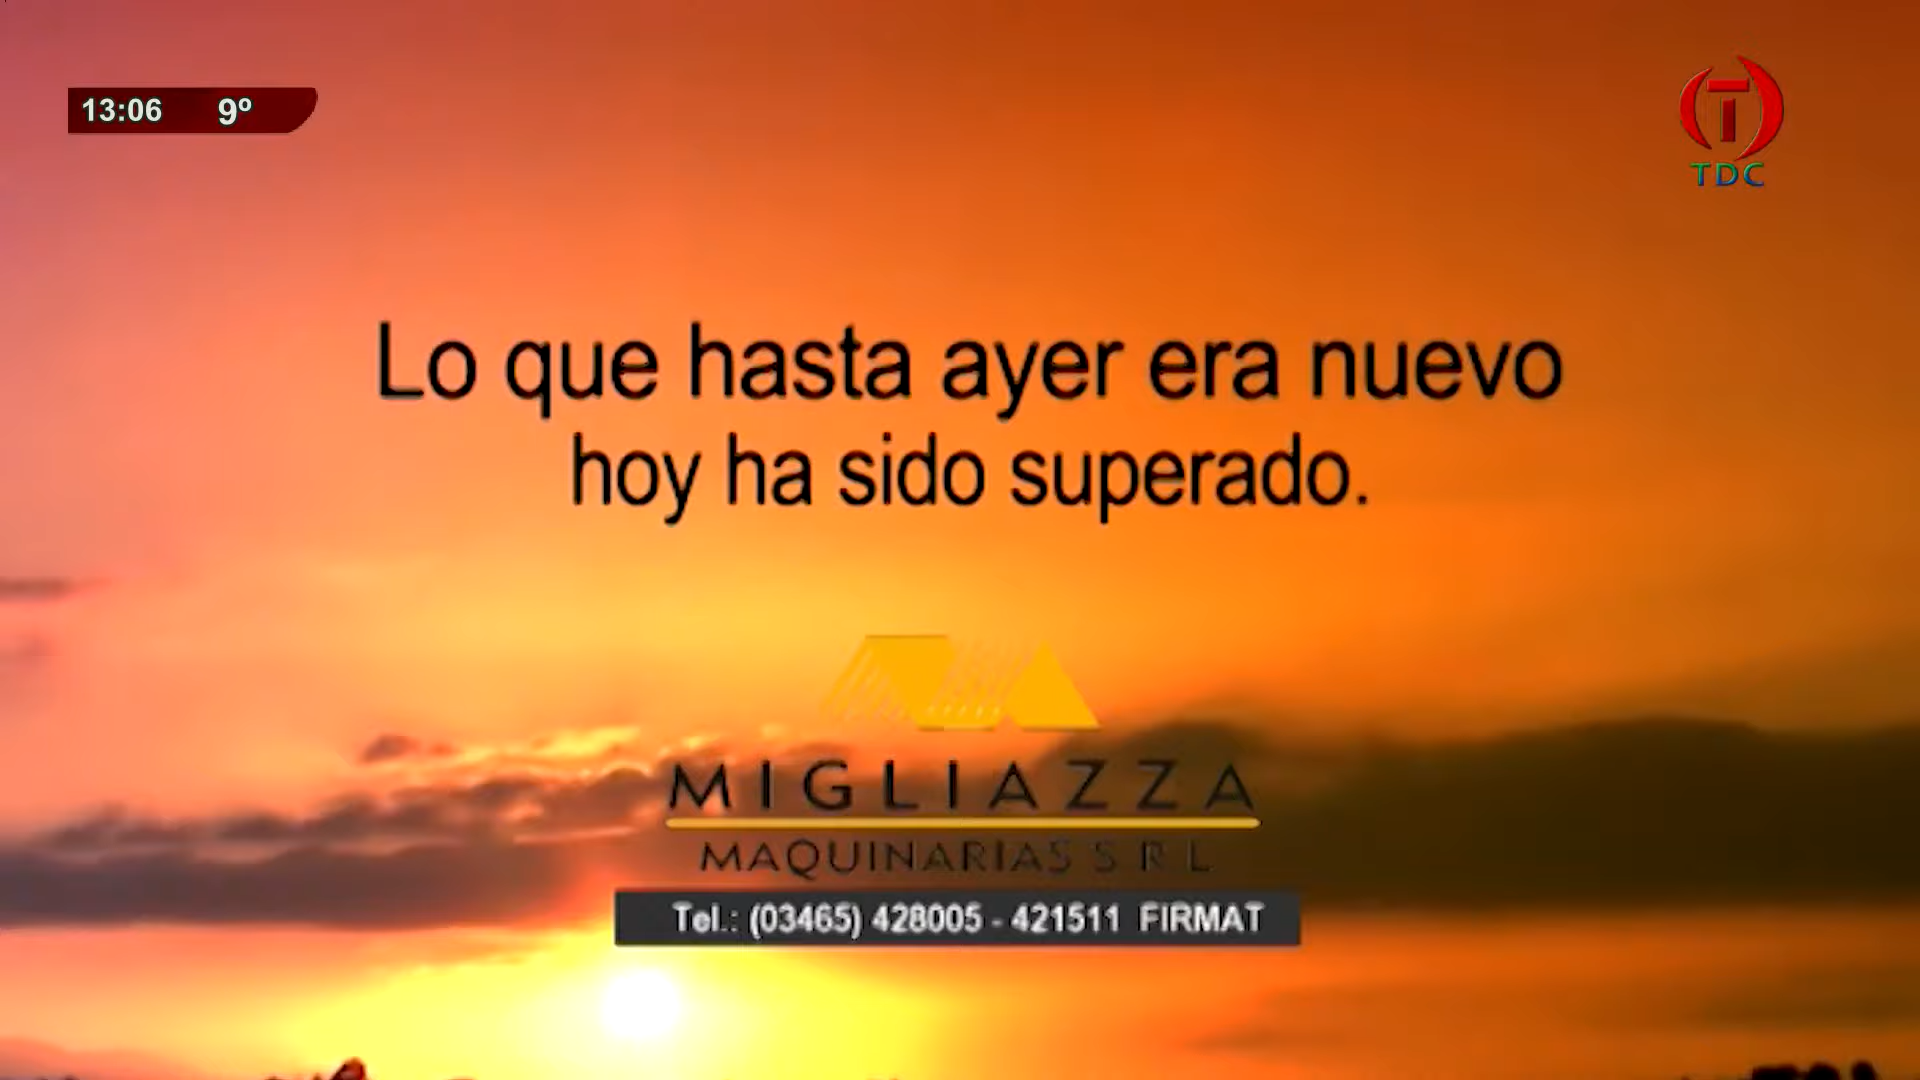 13:06 9º
TDC
Lo que hasta ayer era nuevo
hoy ha sido superado.
MIGLIAZZA
MAQUINARIAS S R L
Tel.: (03465) 428005 - 421511 FIRMAT